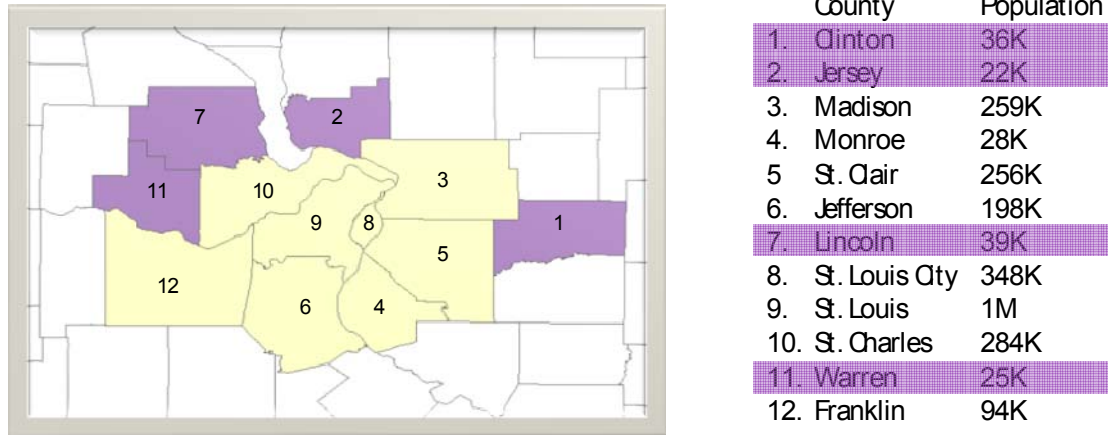 County Population
1. Clinton 36K
2. Jersey 22K
3. Madison 259K
4. Monroe 28K
5 St. Clair 256K
6. Jefferson 198K
7. Lincoln 39K
8. St. Louis City 348K
9. St. Louis 1M
10. St. Charles 284K
11. Warren 25K
12. Franklin 94K
7
2
11
10
3
9
8
1
5
12
6
4